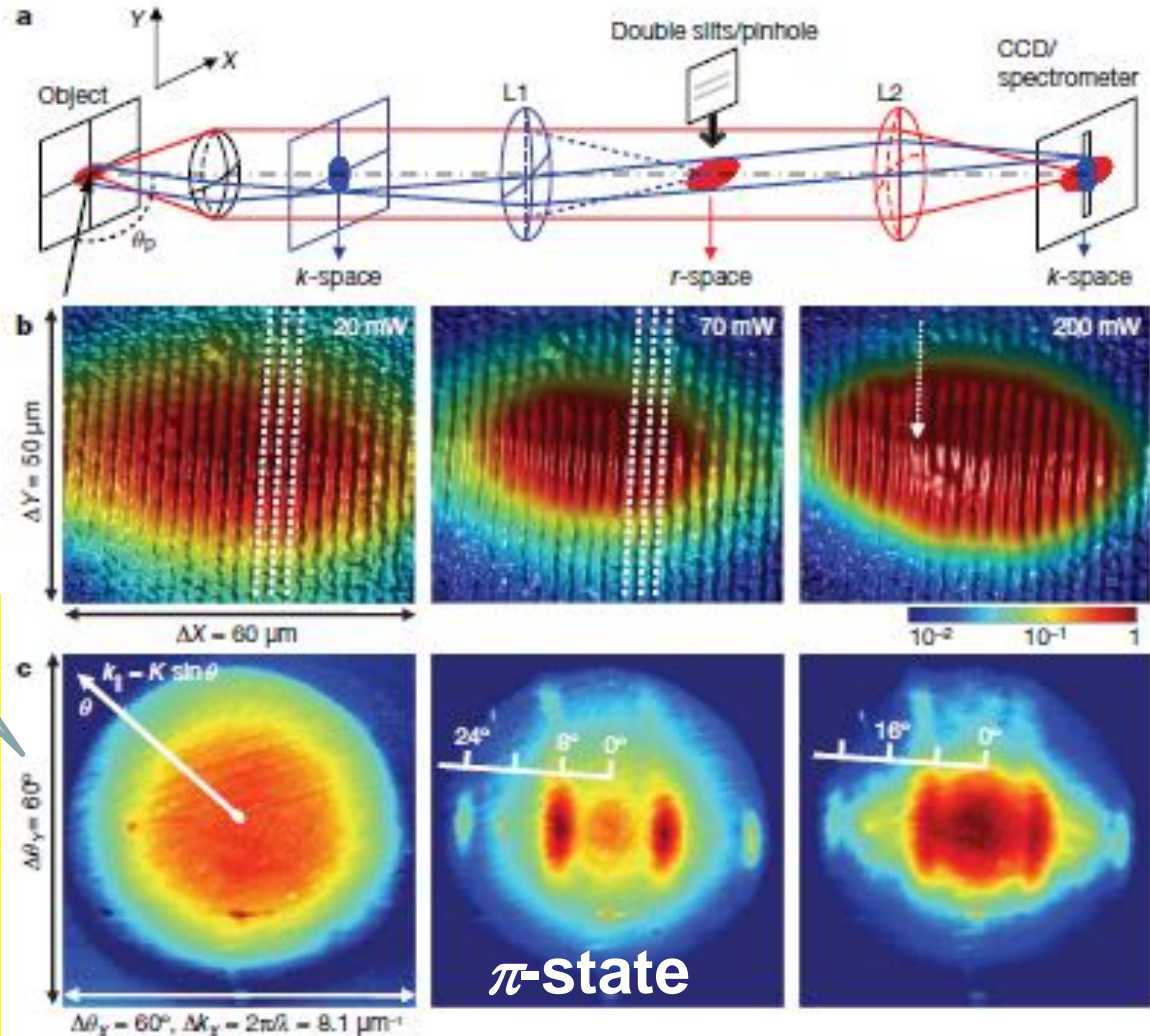 a
Y
X
Object
Double slits/pinhole
CCD/
spectrometer
L1
L2
θp
k-space
r-space
k-space
b
20 mW
70 mW
200 mW
ΔY = 50 μm
ΔX = 60 μm
10⁻²
10⁻¹
1
c
k∥ = K sin θ
θ
24°
8°
0°
16°
0°
ΔθY = 60°
π-state
ΔθX = 60°, ΔkX = 2π/λ = 8.1 μm⁻¹